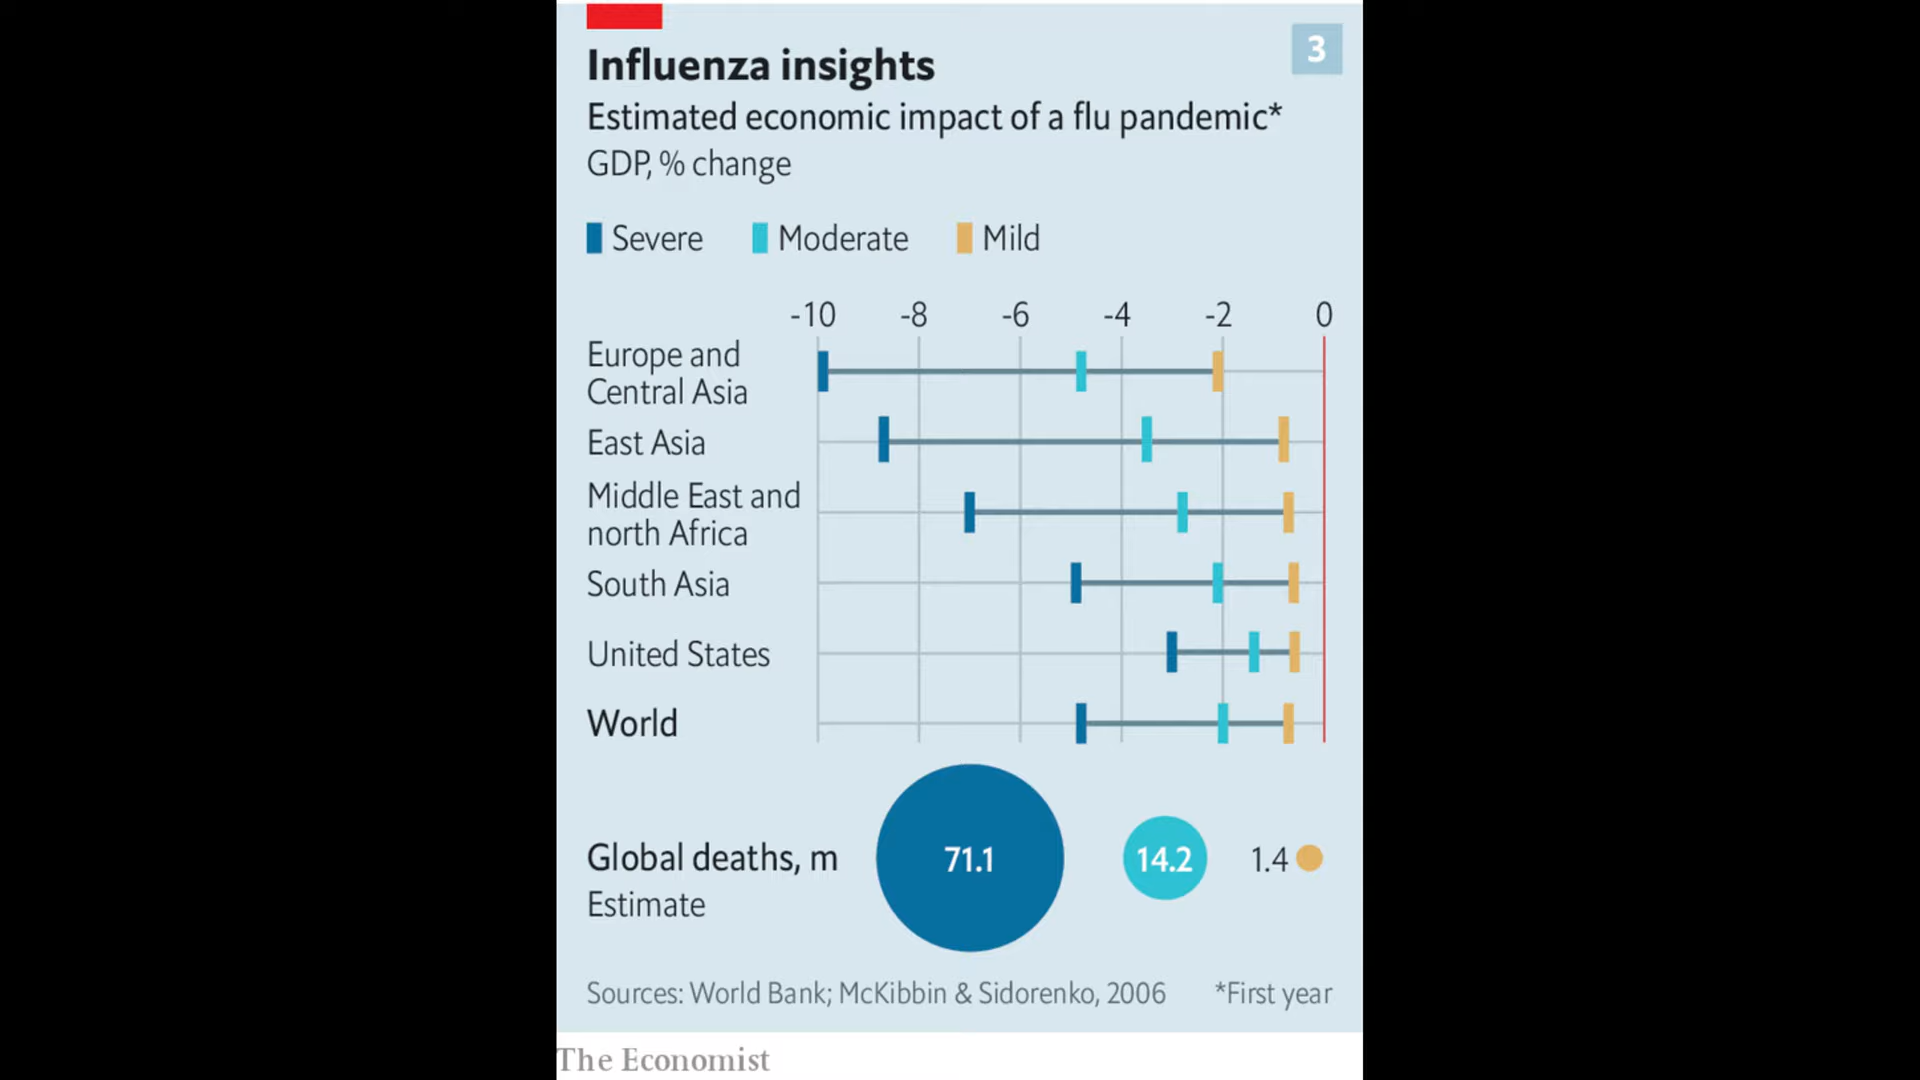 3
Influenza insights
Estimated economic impact of a flu pandemic*
GDP, % change
Severe Moderate Mild
-10 -8 -6 -4 -2 0
Europe and
Central Asia
East Asia
Middle East and
north Africa
South Asia
United States
World
Global deaths, m
Estimate
71.1 14.2 1.4
Sources: World Bank; McKibbin & Sidorenko, 2006 *First year
The Economist